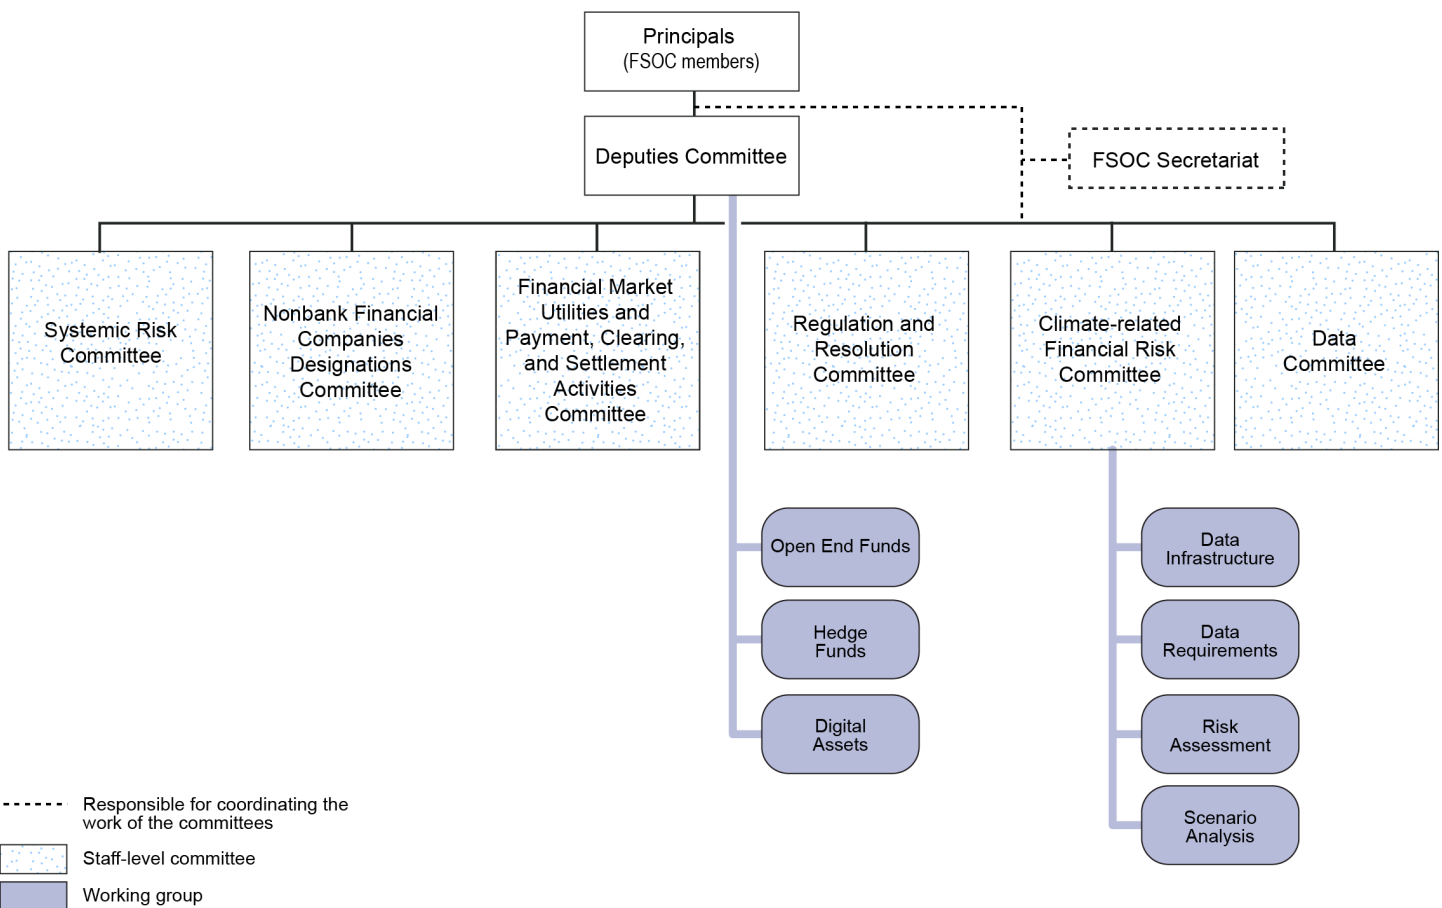 Principals
(FSOC members)
Deputies Committee
FSOC Secretariat
Systemic Risk
Committee
Nonbank Financial
Companies
Designations
Committee
Financial Market
Utilities and
Payment, Clearing,
and Settlement
Activities
Committee
Regulation and
Resolution
Committee
Climate-related
Financial Risk
Committee
Data
Committee
Open End Funds
Hedge
Funds
Digital
Assets
Data
Infrastructure
Data
Requirements
Risk
Assessment
Scenario
Analysis
Responsible for coordinating the
work of the committees
Staff-level committee
Working group